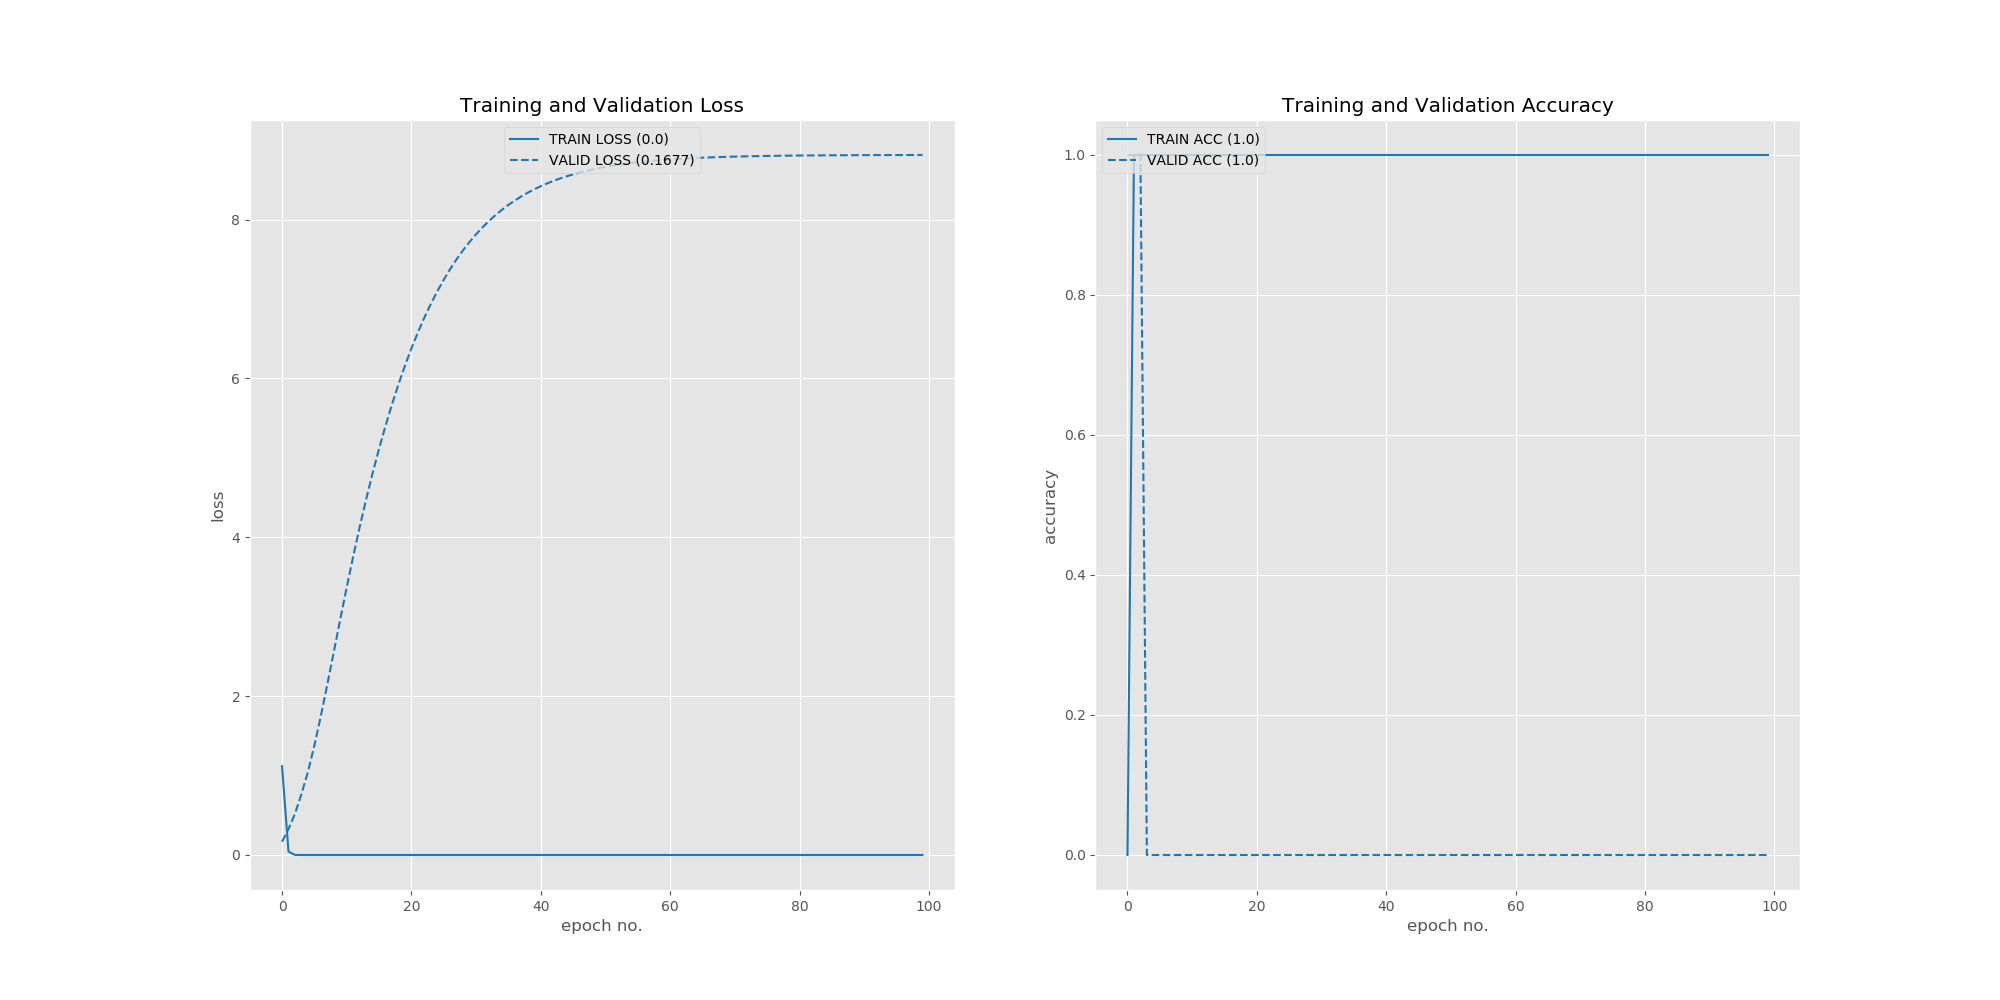 Training and Validation Loss
TRAIN LOSS (0.0)
VALID LOSS (0.1677)
8
6
4
2
0
loss
0 20 40 60 80 100
epoch no.
Training and Validation Accuracy
TRAIN ACC (1.0)
VALID ACC (1.0)
1.0
0.8
0.6
0.4
0.2
0.0
accuracy
0 20 40 60 80 100
epoch no.